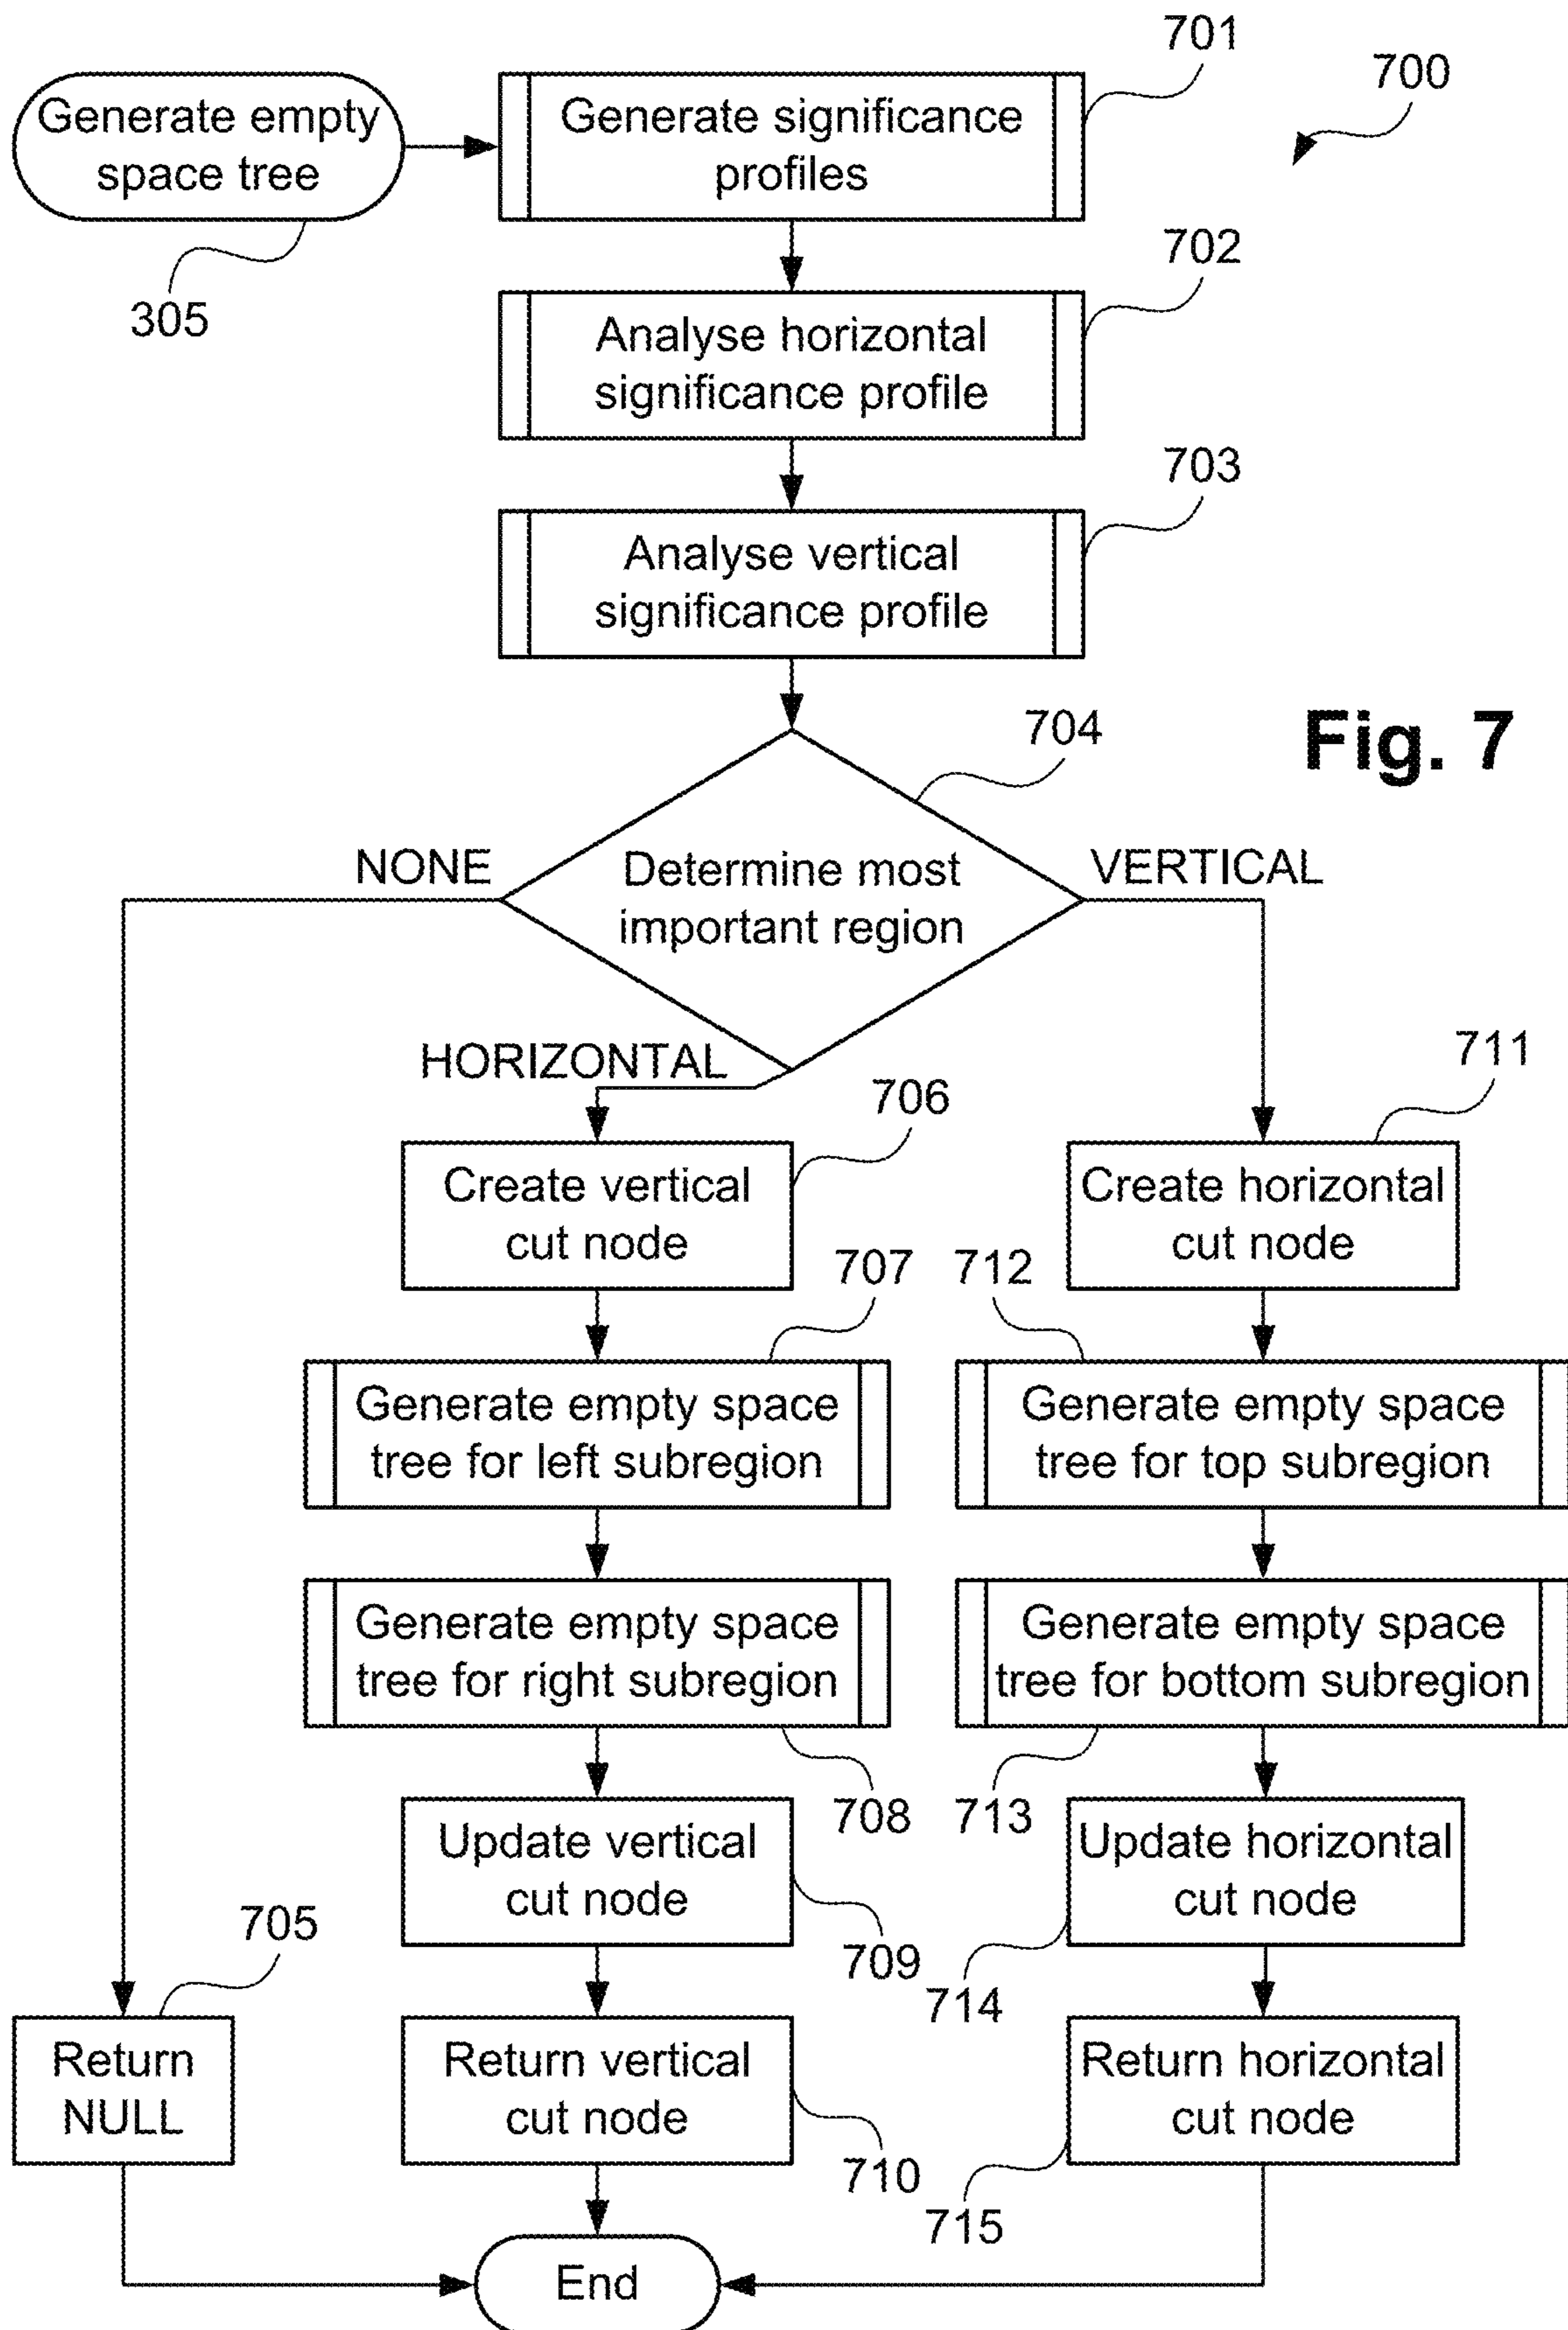 701
700
Generate empty
space tree
Generate significance
profiles
305
702
Analyse horizontal
significance profile
703
Analyse vertical
significance profile
704
Fig. 7
NONE
Determine most
important region
VERTICAL
HORIZONTAL
706
711
Create vertical
cut node
Create horizontal
cut node
707
712
Generate empty space
tree for left subregion
Generate empty space
tree for top subregion
Generate empty space
tree for right subregion
Generate empty space
tree for bottom subregion
708
713
Update vertical
cut node
Update horizontal
cut node
705
709
714
Return
NULL
Return vertical
cut node
Return horizontal
cut node
710
715
End